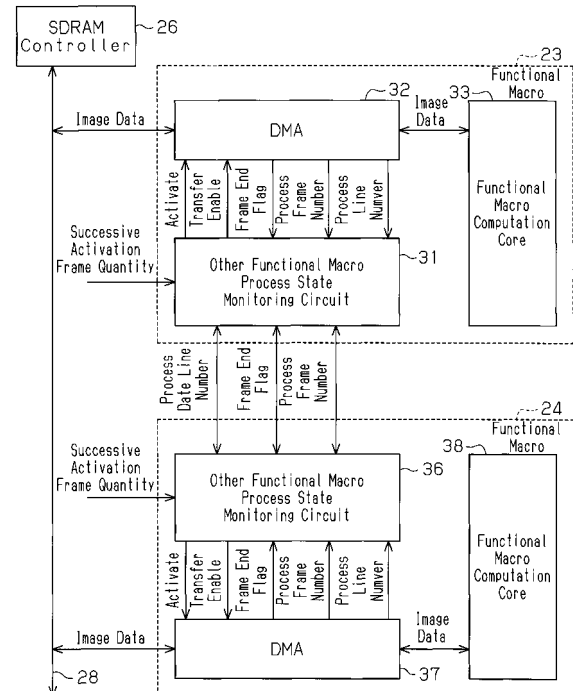 SDRAM
Controller
26
23
Functional
Macro
32
33
Image Data
DMA
Image
Data
Activate
Transfer
Enable
Frame End
Flag
Process
Frame
Number
Process
Line
Numver
Functional
Macro
Computation
Core
Successive
Activation
Frame Quantity
31
Other Functional Macro
Process State
Monitoring Circuit
Process
Date Line
Number
Frame End
Flag
Process
Frame
Number
24
Functional
Macro
36
38
Successive
Activation
Frame Quantity
Other Functional Macro
Process State
Monitoring Circuit
Activate
Transfer
Enable
Frame End
Flag
Process
Frame
Number
Process
Line
Numver
Functional
Macro
Computation
Core
Image Data
DMA
Image
Data
28
37